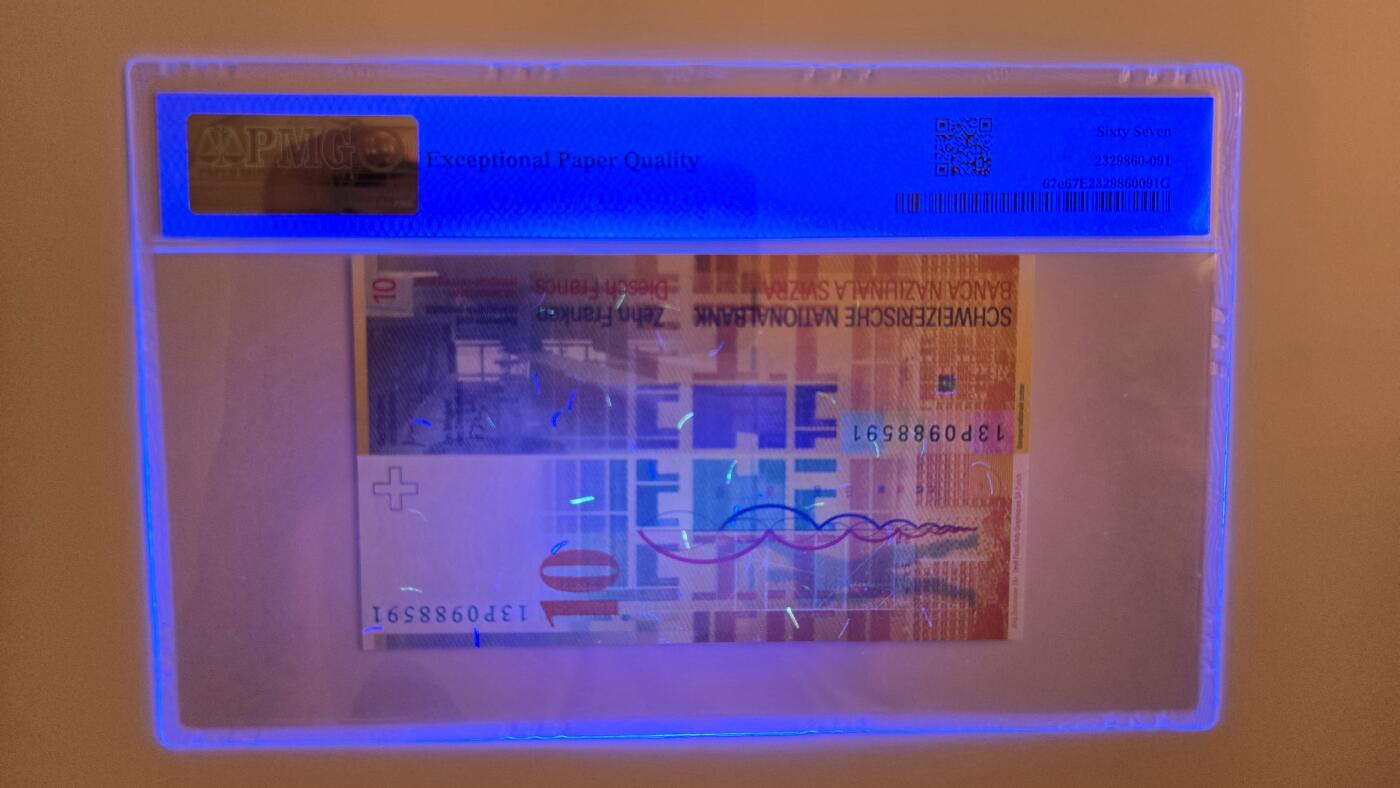 PMG
Exceptional Paper Quality
Sixty Seven
2329860-091
67e67E2329860091G
10
Diesch Francs
BANCA NAZIUNALA SVIZRA
Zehn Franken
SCHWEIZERISCHE NATIONALBANK
13P0988591
10
13P0988591